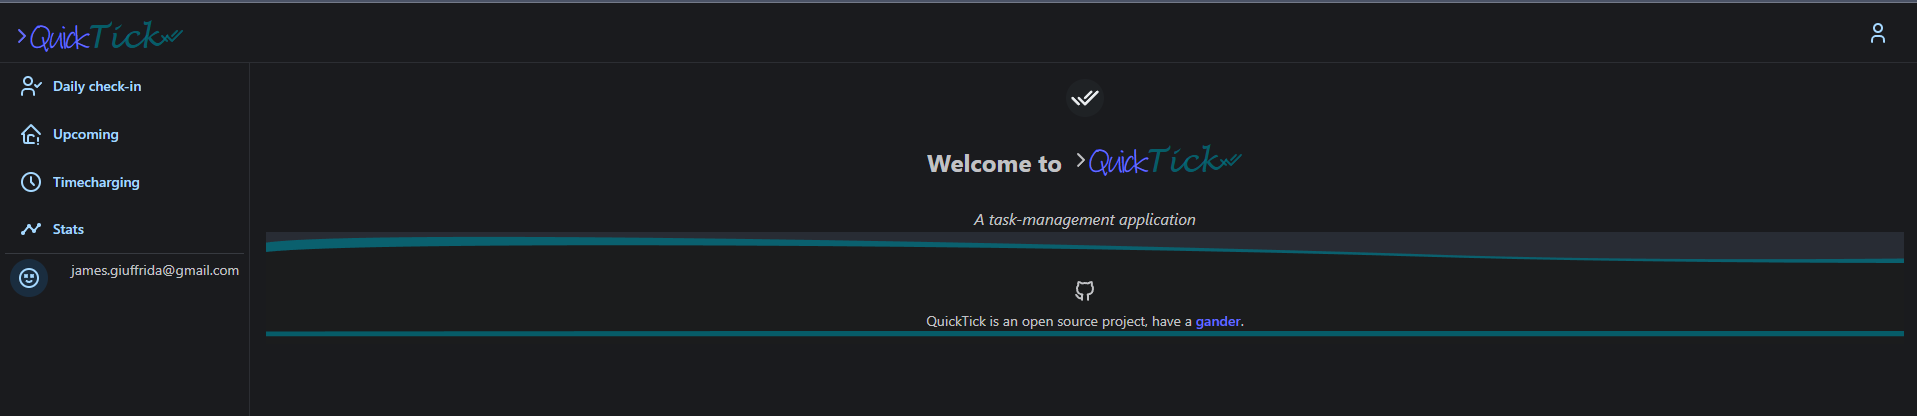 QuickTick
Daily check-in
Upcoming
Timecharging
Stats
james.giuffrida@gmail.com
Welcome to QuickTick
A task-management application
QuickTick is an open source project, have a gander.